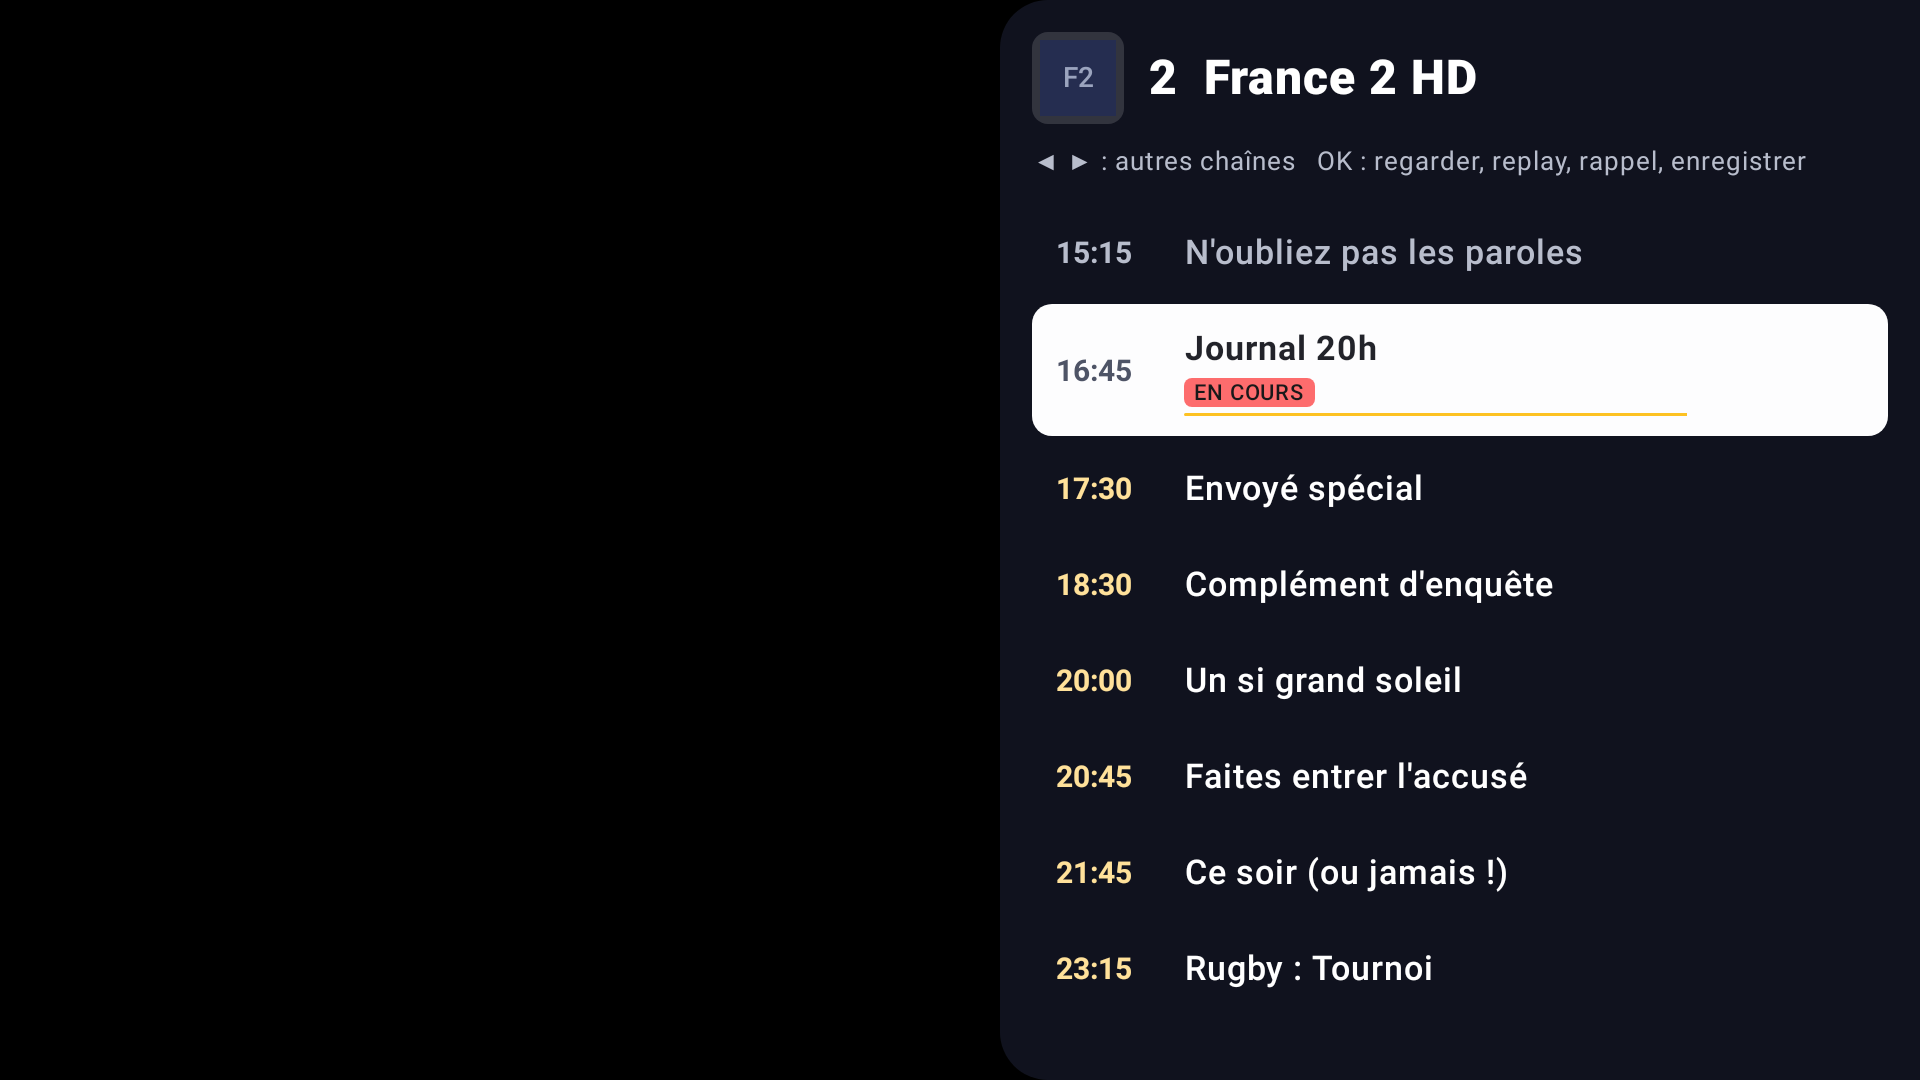 F2
2 France 2 HD
◄ ► : autres chaînes OK : regarder, replay, rappel, enregistrer
15:15 N'oubliez pas les paroles
16:45 Journal 20h
EN COURS
17:30 Envoyé spécial
18:30 Complément d'enquête
20:00 Un si grand soleil
20:45 Faites entrer l'accusé
21:45 Ce soir (ou jamais !)
23:15 Rugby : Tournoi